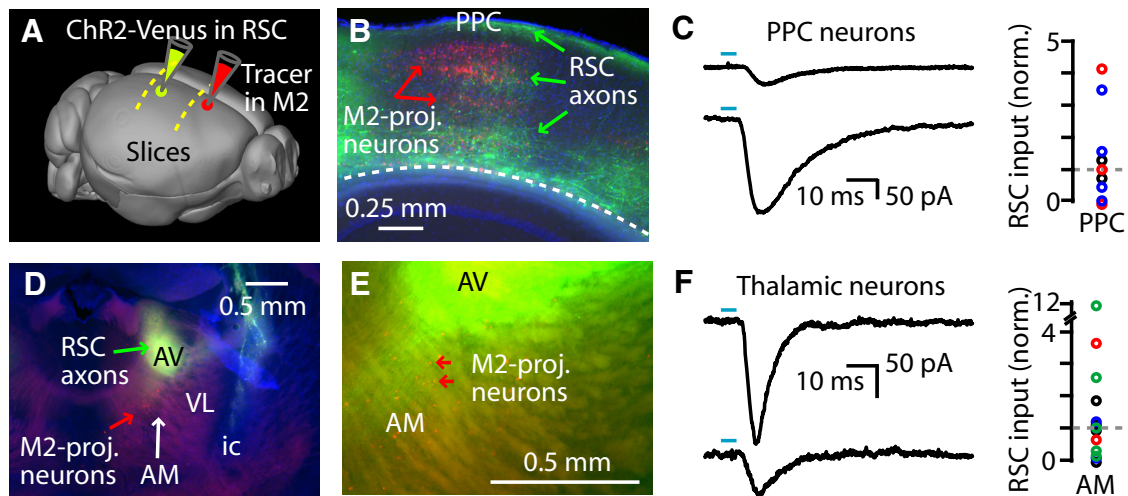 A
ChR2-Venus in RSC
Tracer
in M2
Slices
B
PPC
RSC
axons
M2-proj.
neurons
0.25 mm
C
PPC neurons
10 ms
50 pA
RSC input (norm.)
5
0
PPC
D
0.5 mm
RSC
axons
AV
VL
M2-proj.
neurons
AM
ic
E
AV
M2-proj.
neurons
AM
0.5 mm
F
Thalamic neurons
10 ms
50 pA
RSC input (norm.)
12
4
0
AM